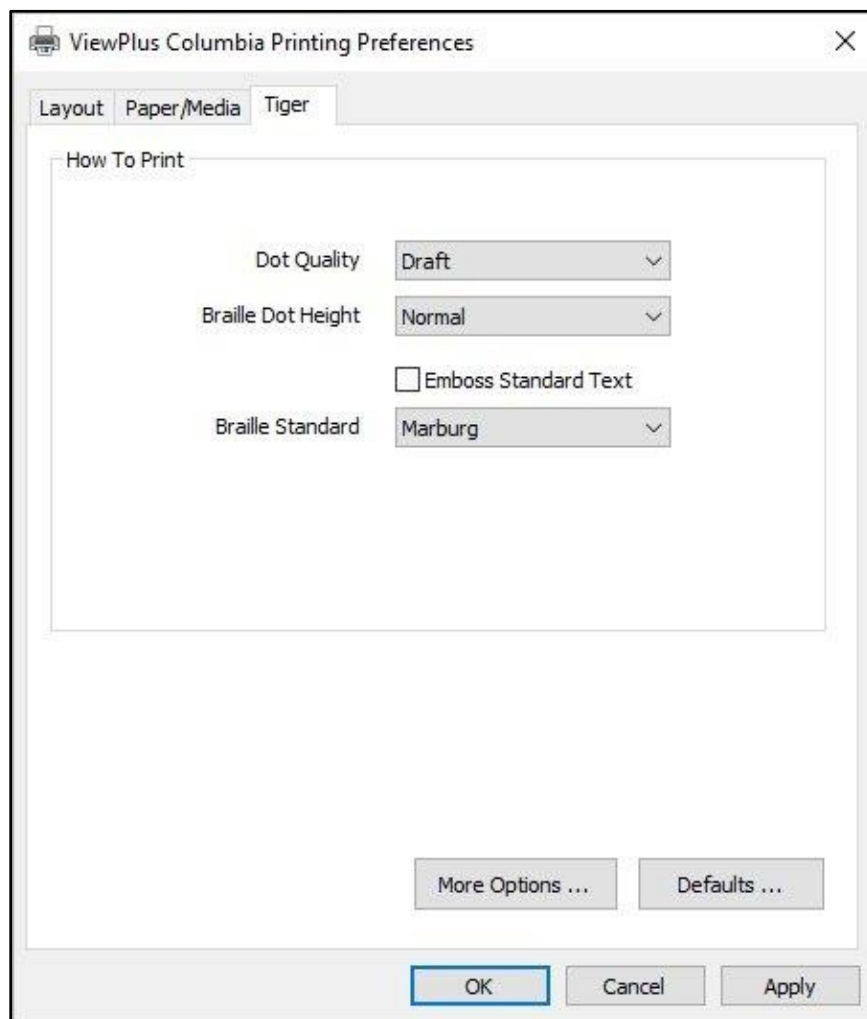 ViewPlus Columbia Printing Preferences
Layout Paper/Media Tiger
How To Print
Dot Quality Draft
Braille Dot Height Normal
Emboss Standard Text
Braille Standard Marburg
More Options ... Defaults ...
OK Cancel Apply